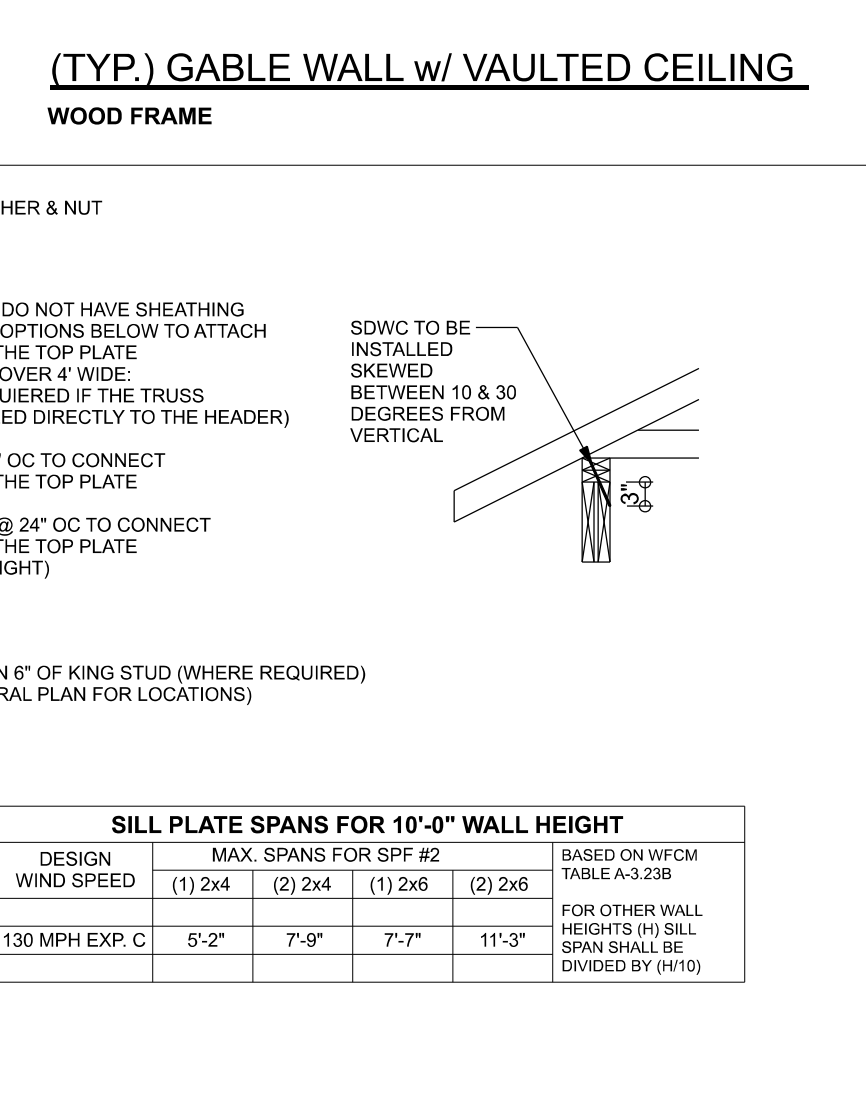 (TYP.) GABLE WALL w/ VAULTED CEILING
WOOD FRAME
HER & NUT
DO NOT HAVE SHEATHING
OPTIONS BELOW TO ATTACH
THE TOP PLATE
OVER 4' WIDE:
QUIERED IF THE TRUSS
ED DIRECTLY TO THE HEADER)
" OC TO CONNECT
THE TOP PLATE
@ 24" OC TO CONNECT
THE TOP PLATE
IGHT)
SDWC TO BE
INSTALLED
SKEWED
BETWEEN 10 & 30
DEGREES FROM
VERTICAL
3"
N 6" OF KING STUD (WHERE REQUIRED)
RAL PLAN FOR LOCATIONS)
SILL PLATE SPANS FOR 10'-0" WALL HEIGHT
DESIGN
WIND SPEED
MAX. SPANS FOR SPF #2
(1) 2x4 (2) 2x4 (1) 2x6 (2) 2x6
130 MPH EXP. C 5'-2" 7'-9" 7'-7" 11'-3"
BASED ON WFCM
TABLE A-3.23B
FOR OTHER WALL
HEIGHTS (H) SILL
SPAN SHALL BE
DIVIDED BY (H/10)